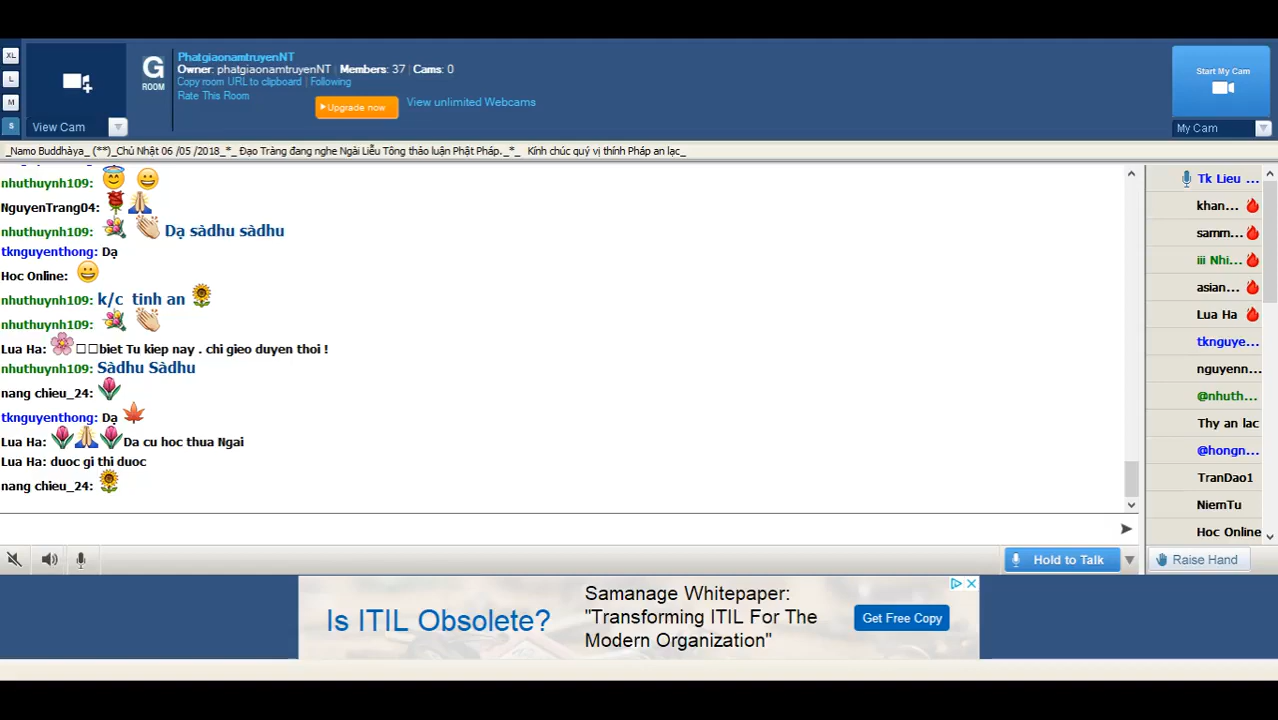 XL
L
M
S
View Cam
G
ROOM
PhatgiaonamtruyenNT
Owner: phatgiaonamtruyenNT | Members: 37 | Cams: 0
Copy room URL to clipboard | Following
Rate This Room
Upgrade now
View unlimited Webcams
Start My Cam
My Cam
_Namo Buddhàya_ (**)_Chủ Nhật 06 /05 /2018_*_ Đạo Tràng đang nghe Ngài Liễu Tông thảo luận Phật Pháp._*_ Kính chúc quý vị thính Pháp an lạc_
nhuthuynh109:
NguyenTrang04:
nhuthuynh109: Dạ sàdhu sàdhu
tknguyenthong: Dạ
Hoc Online:
nhuthuynh109: k/c tinh an
nhuthuynh109:
Lua Ha: biet Tu kiep nay . chi gieo duyen thoi !
nhuthuynh109: Sàdhu Sàdhu
nang chieu_24:
tknguyenthong: Dạ
Lua Ha: Da cu hoc thua Ngai
Lua Ha: duoc gi thi duoc
nang chieu_24:
Tk Lieu ...
khan...
samm...
iii Nhi...
asian...
Lua Ha
tknguye...
nguyenn...
@nhuth...
Thy an lac
@hongn...
TranDao1
NiemTu
Hoc Online
Hold to Talk
Raise Hand
Is ITIL Obsolete?
Samanage Whitepaper:
"Transforming ITIL For The
Modern Organization"
Get Free Copy